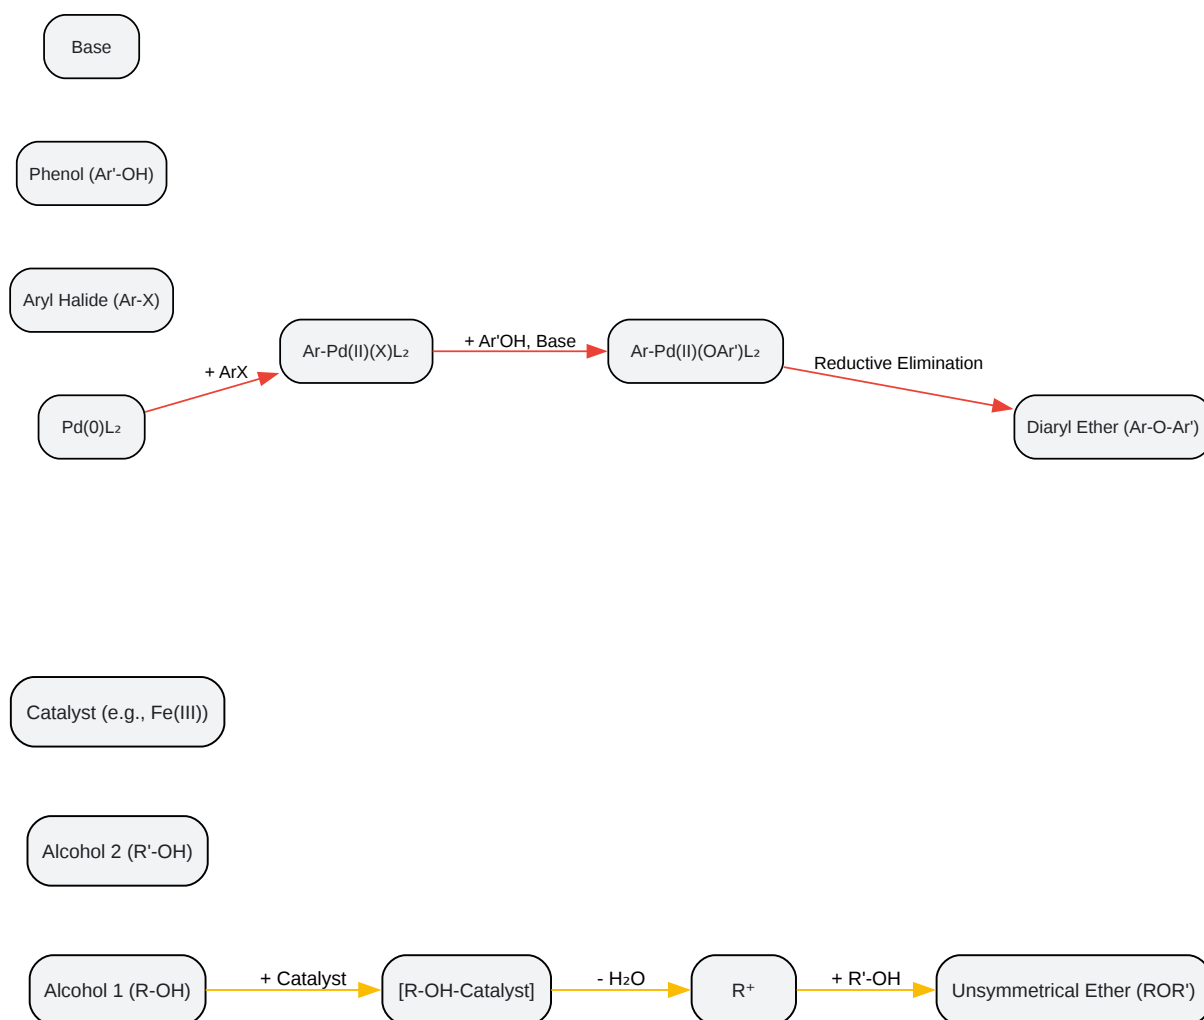 Base
Phenol (Ar'-OH)
Aryl Halide (Ar-X)
Ar-Pd(II)(X)L₂
+ Ar'OH, Base
Ar-Pd(II)(OAr')L₂
Reductive Elimination
+ ArX
Pd(0)L₂
Diaryl Ether (Ar-O-Ar')
Catalyst (e.g., Fe(III))
Alcohol 2 (R'-OH)
Alcohol 1 (R-OH)
+ Catalyst
[R-OH-Catalyst]
- H₂O
R⁺
+ R'-OH
Unsymmetrical Ether (ROR')